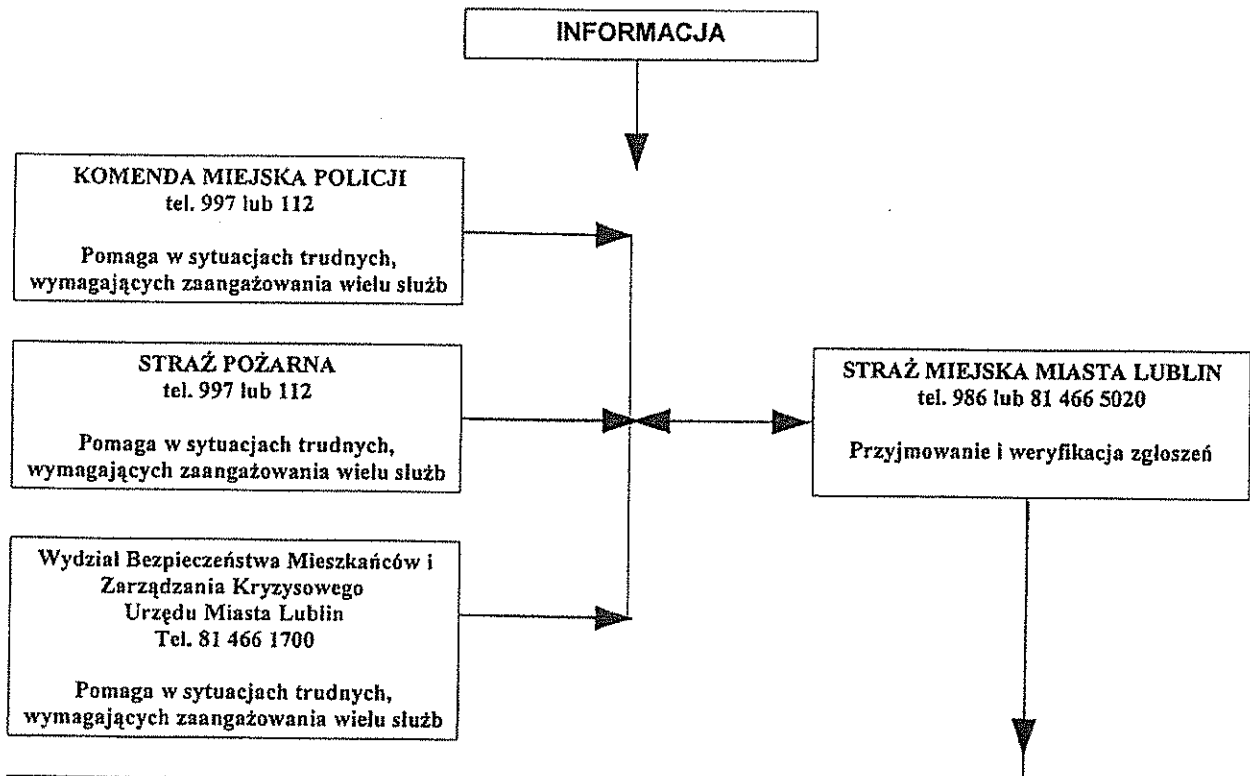 INFORMACJA
KOMENDA MIEJSKA POLICJI
tel. 997 lub 112
Pomaga w sytuacjach trudnych,
wymagających zaangażowania wielu służb
STRAŻ POŻARNA
tel. 997 lub 112
Pomaga w sytuacjach trudnych,
wymagających zaangażowania wielu służb
STRAŻ MIEJSKA MIASTA LUBLIN
tel. 986 lub 81 466 5020
Przyjmowanie i weryfikacja zgłoszeń
Wydział Bezpieczeństwa Mieszkańców i
Zarządzania Kryzysowego
Urzędu Miasta Lublin
Tel. 81 466 1700
Pomaga w sytuacjach trudnych,
wymagających zaangażowania wielu służb